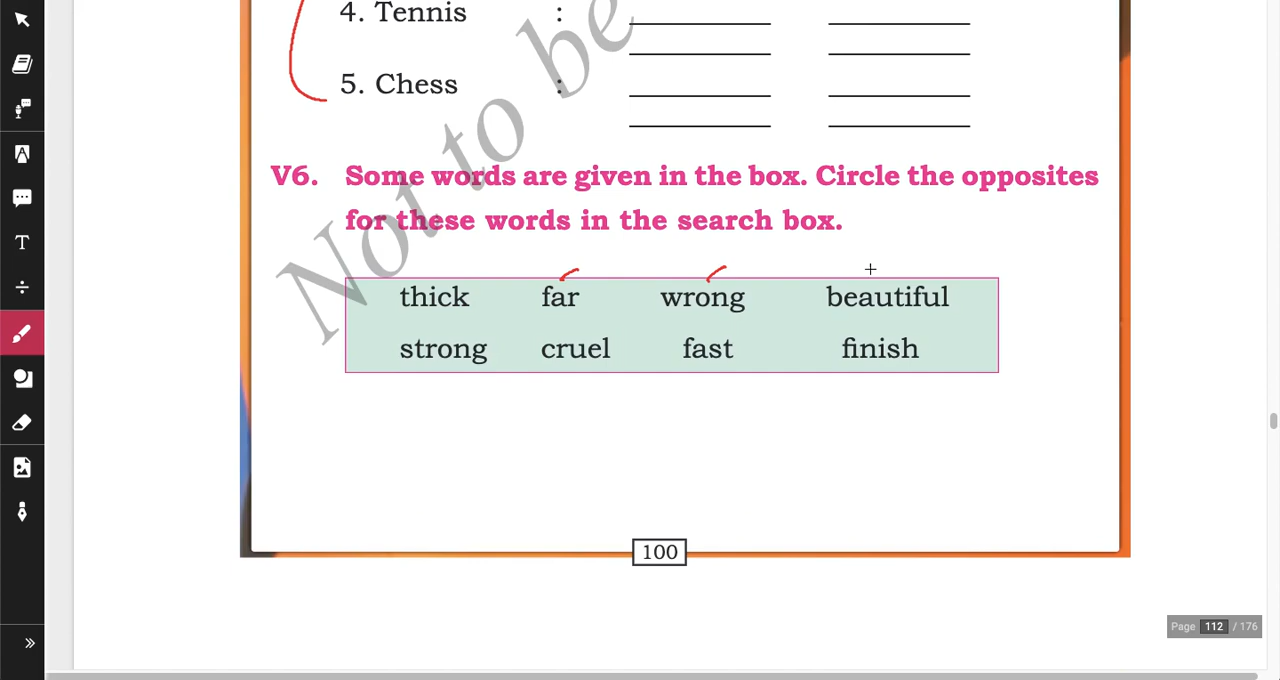 4. Tennis :
5. Chess :
Not to be
V6. Some words are given in the box. Circle the opposites
for these words in the search box.
thick far wrong beautiful
strong cruel fast finish
100
Page 112 / 176